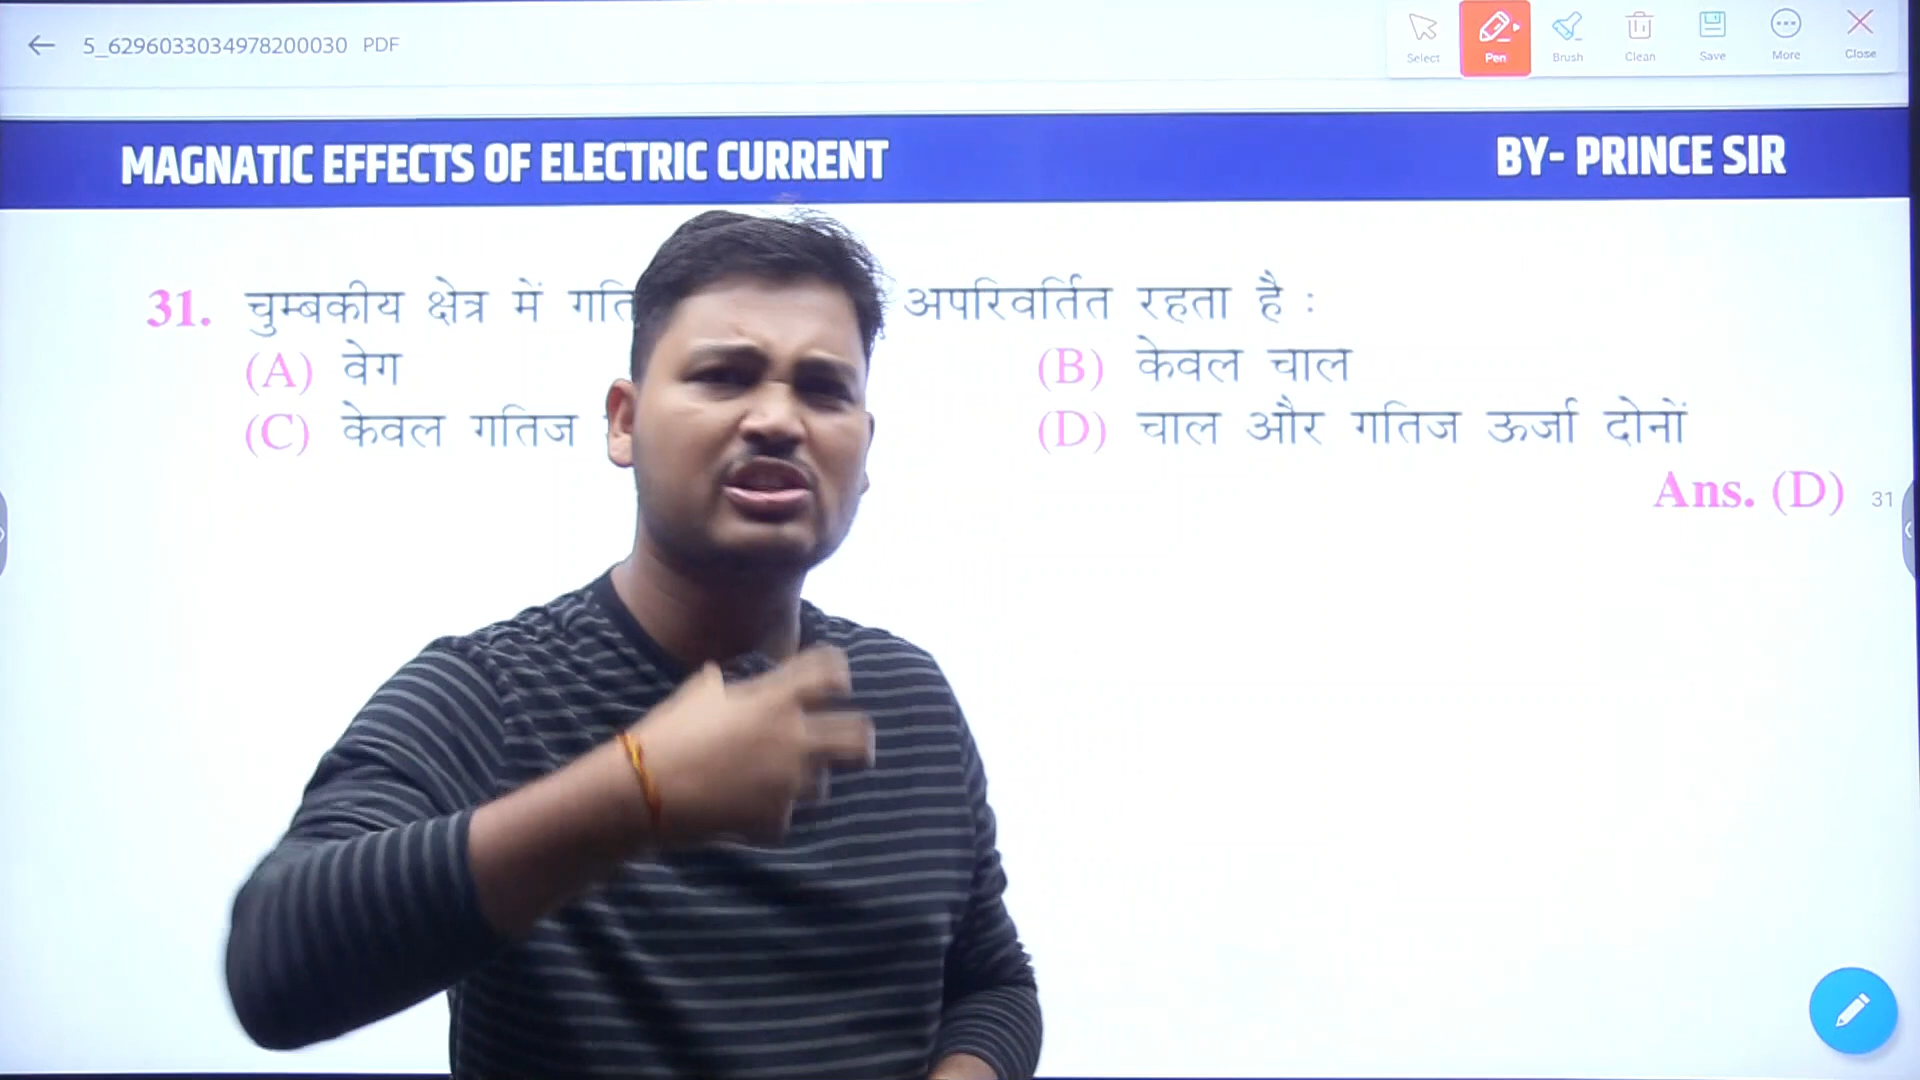 5_6296033034978200030 PDF
Select Pen Brush Clean Save More Close
MAGNATIC EFFECTS OF ELECTRIC CURRENT
BY- PRINCE SIR
31. चुम्बकीय क्षेत्र में अपरिवर्तित रहता है :
(A) वेग
(B) केवल चाल
(C) केवल गतिज
(D) चाल और गतिज ऊर्जा दोनों
Ans. (D) 31